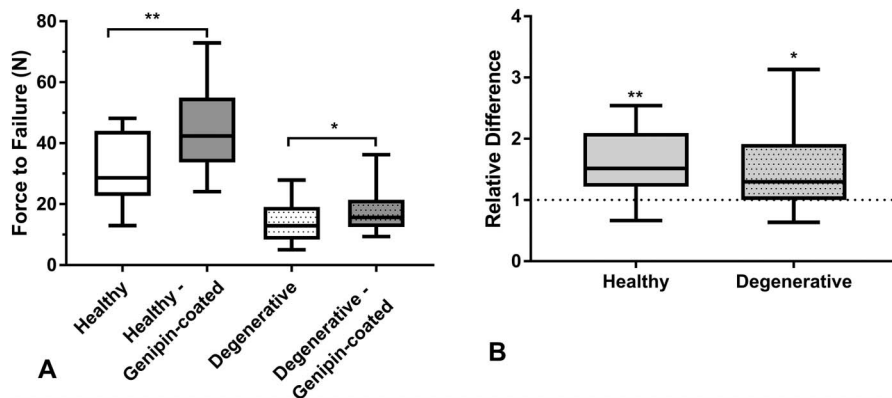 Force to Failure (N)
80
60
40
20
0
**
*
Healthy
Healthy -
Genipin-coated
Degenerative
Degenerative -
Genipin-coated
A
Relative Difference
4
3
2
1
0
**
*
Healthy
Degenerative
B